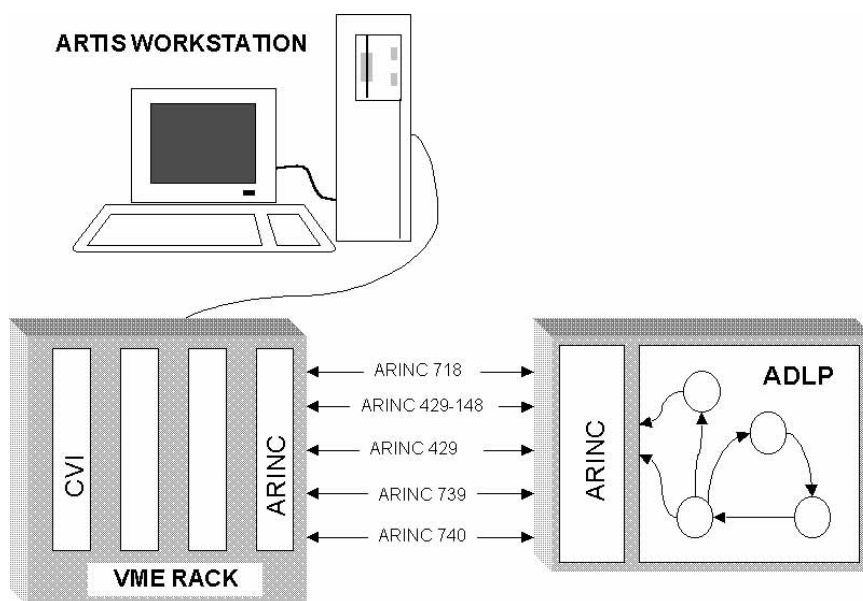 ARTIS WORKSTATION
CVI
ARINC
VME RACK
ARINC 718
ARINC 429-148
ARINC 429
ARINC 739
ARINC 740
ARINC
ADLP